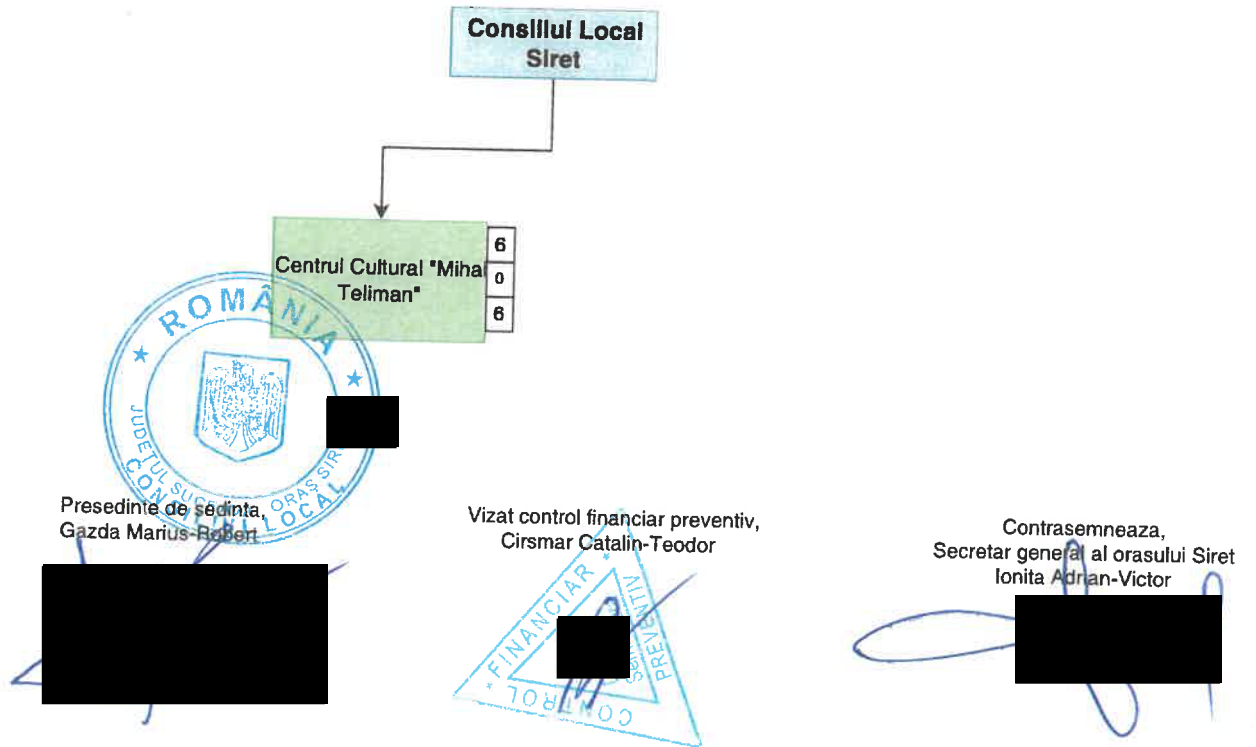 Consiliul Local
Siret
Centrul Cultural "Mihai
Teliman"
6
0
6
ROMÂNIA
JUDEȚUL SUCEAVA
ORAȘ SIRET
CONSILIUL LOCAL
Presedinte de sedinta,
Gazda Marius-Robert
Vizat control financiar preventiv,
Cirsmar Catalin-Teodor
CONTROL
FINANCIAR
PREVENTIV
Contrasemneaza,
Secretar general al orasului Siret
Ionita Adrian-Victor